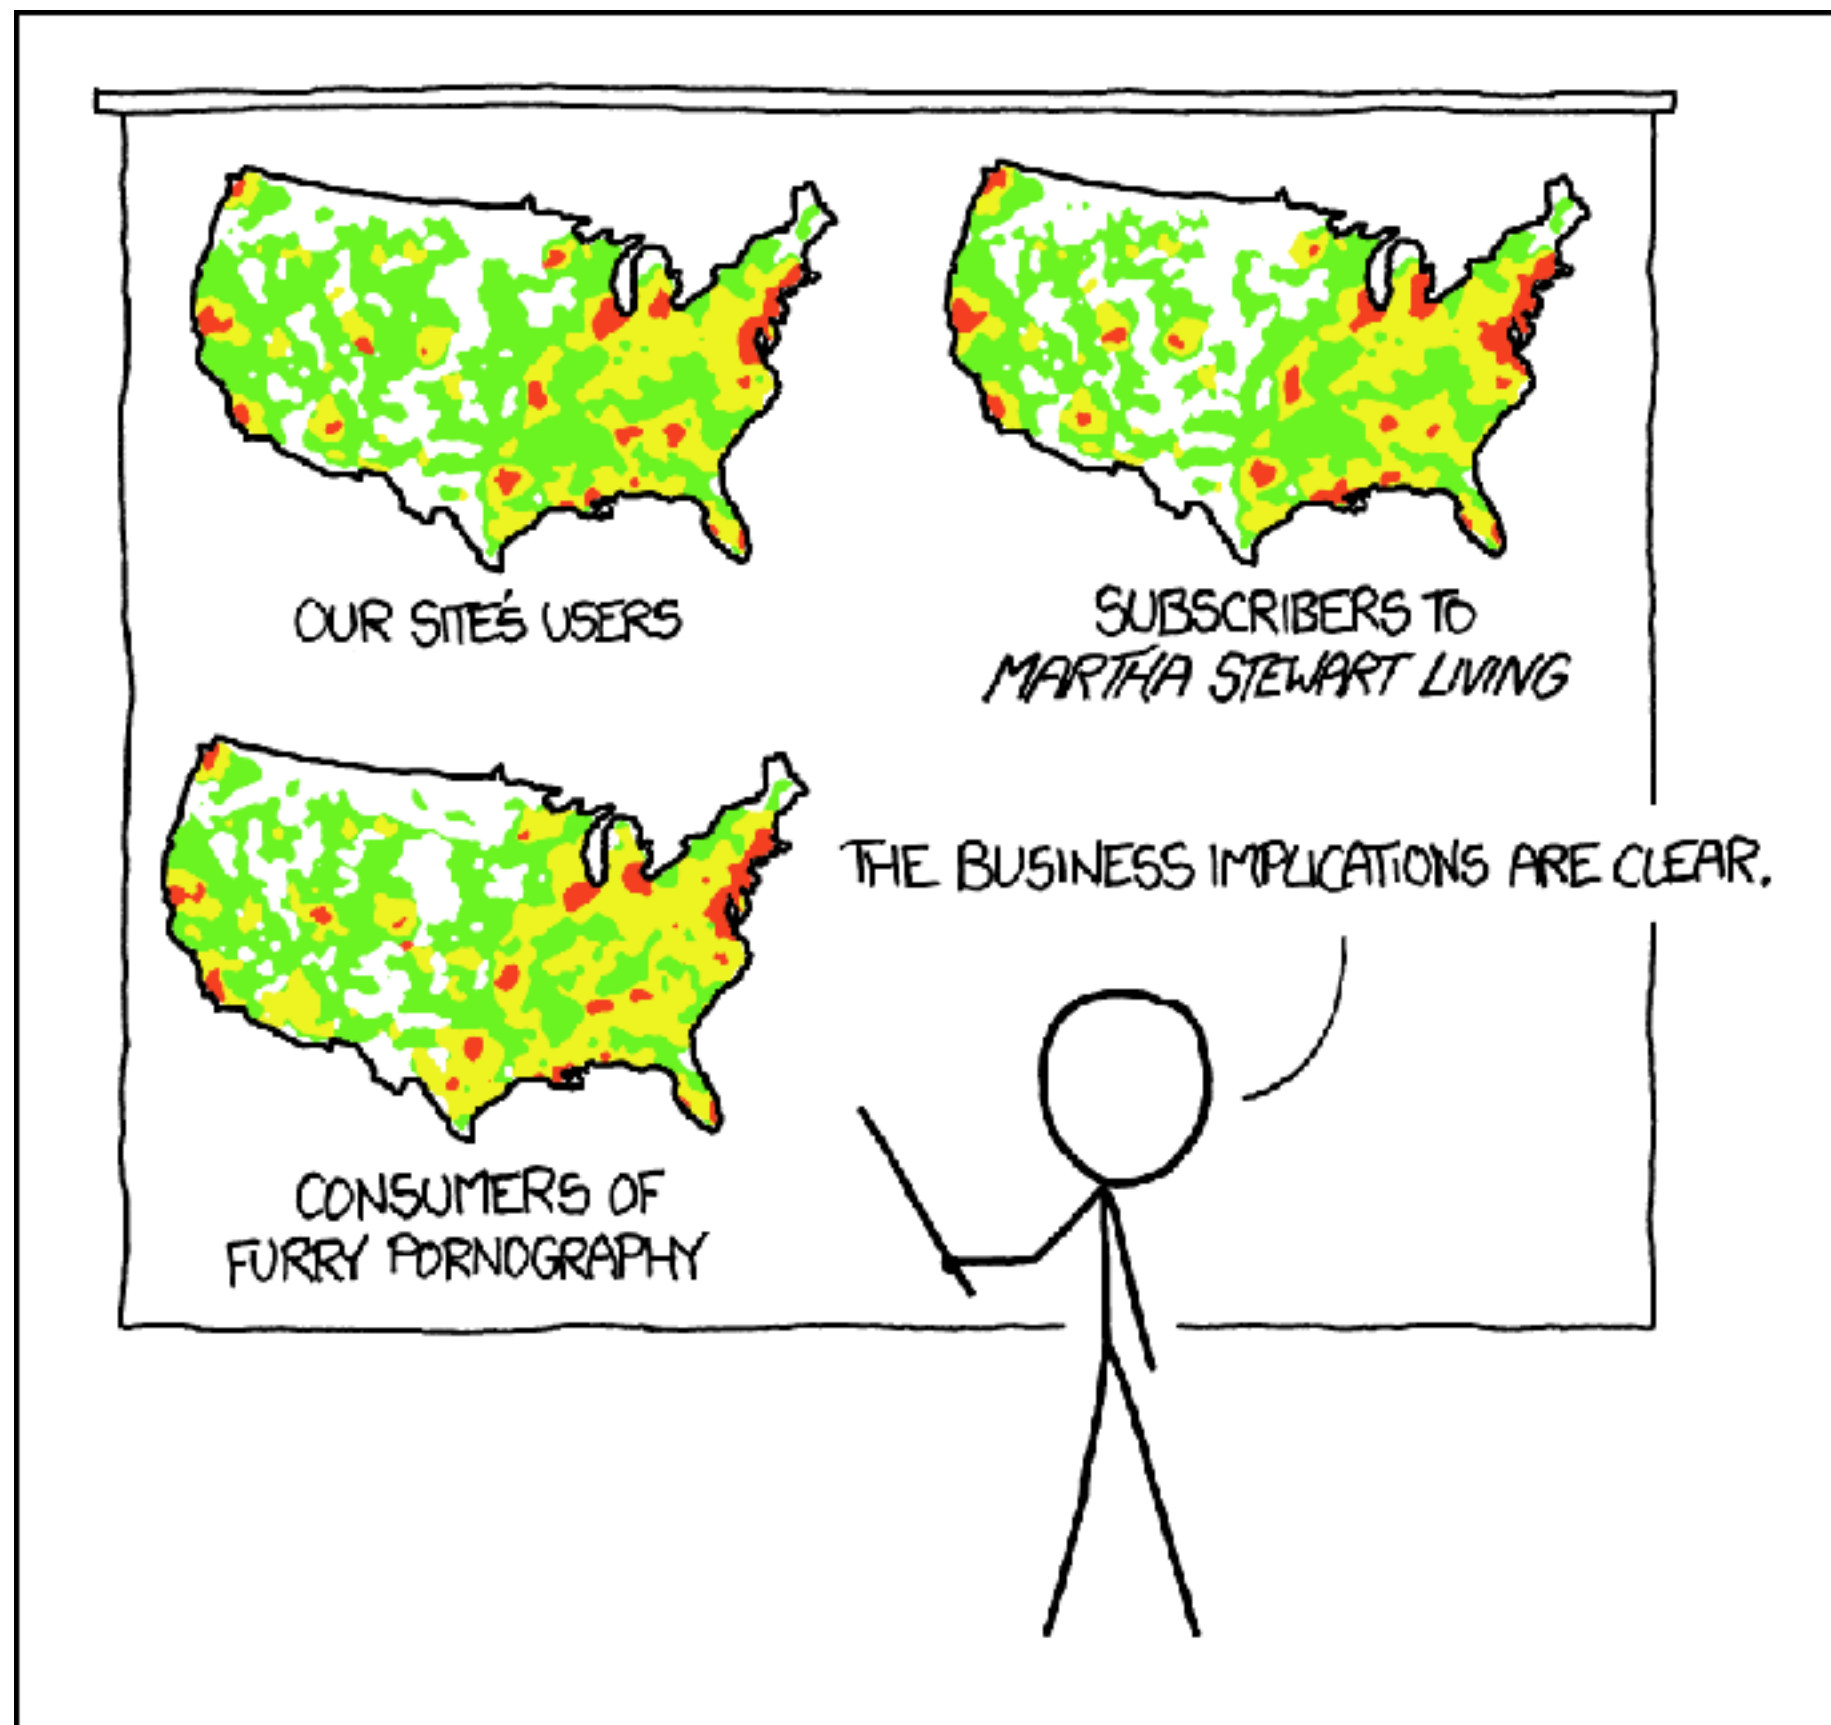 OUR SITE'S USERS
SUBSCRIBERS TO
MARTHA STEWART LIVING
CONSUMERS OF
FURRY PORNOGRAPHY
THE BUSINESS IMPLICATIONS ARE CLEAR.